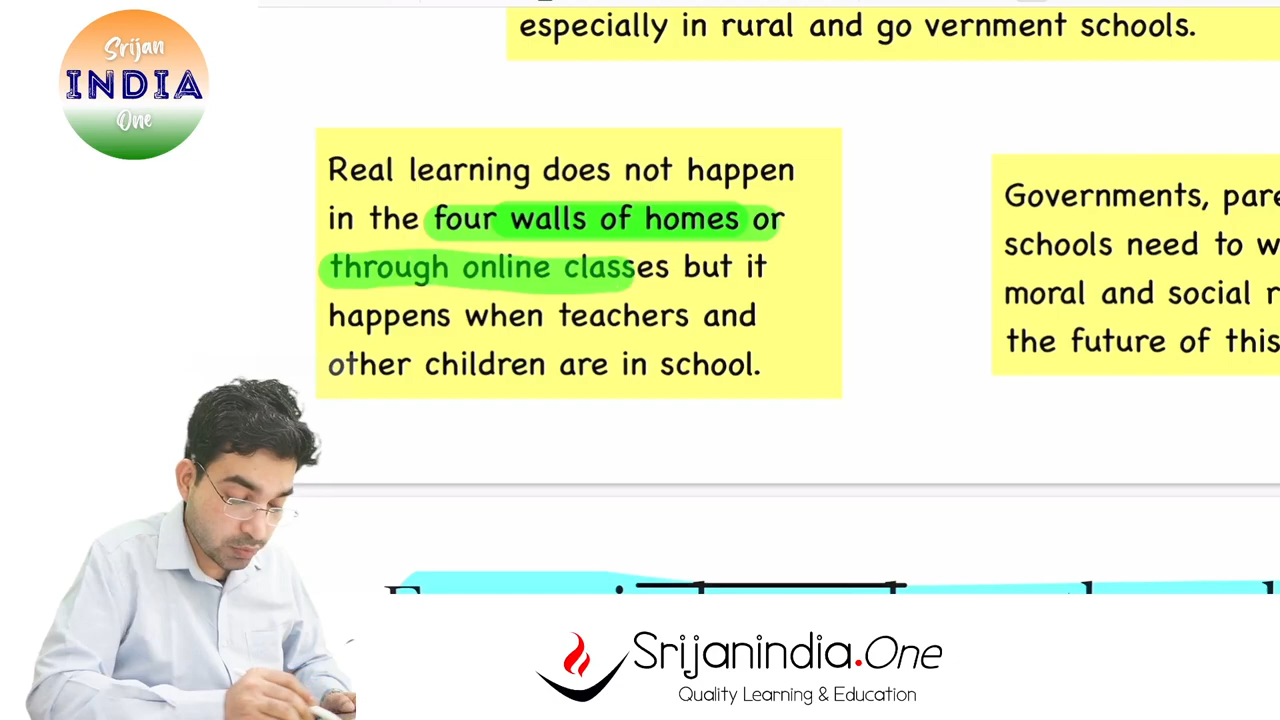 Srijan
INDIA
One
especially in rural and go vernment schools.
Real learning does not happen
in the four walls of homes or
through online classes but it
happens when teachers and
other children are in school.
Governments, pare
schools need to w
moral and social r
the future of this
Srijanindia.One
Quality Learning & Education